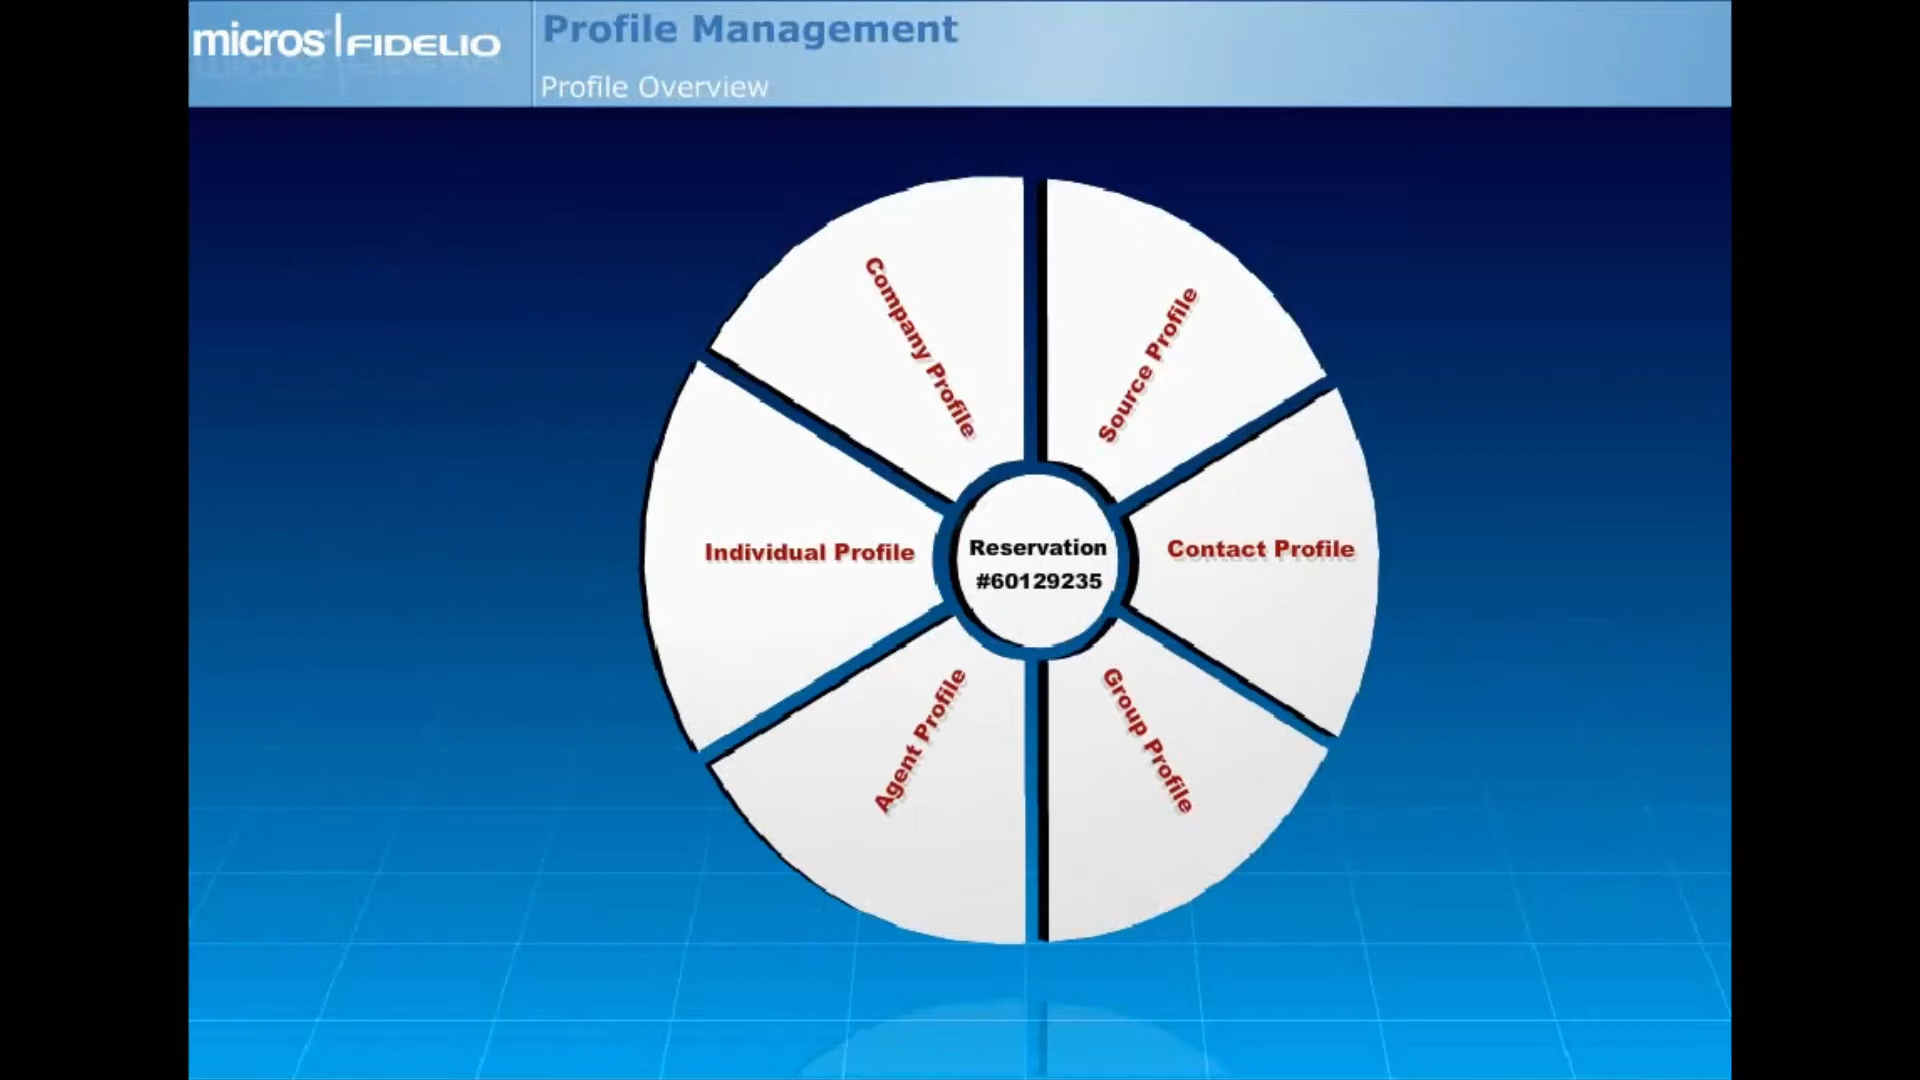 micros FIDELIO
Profile Management
Profile Overview
Company Profile
Source Profile
Individual Profile
Reservation
#60129235
Contact Profile
Agent Profile
Group Profile